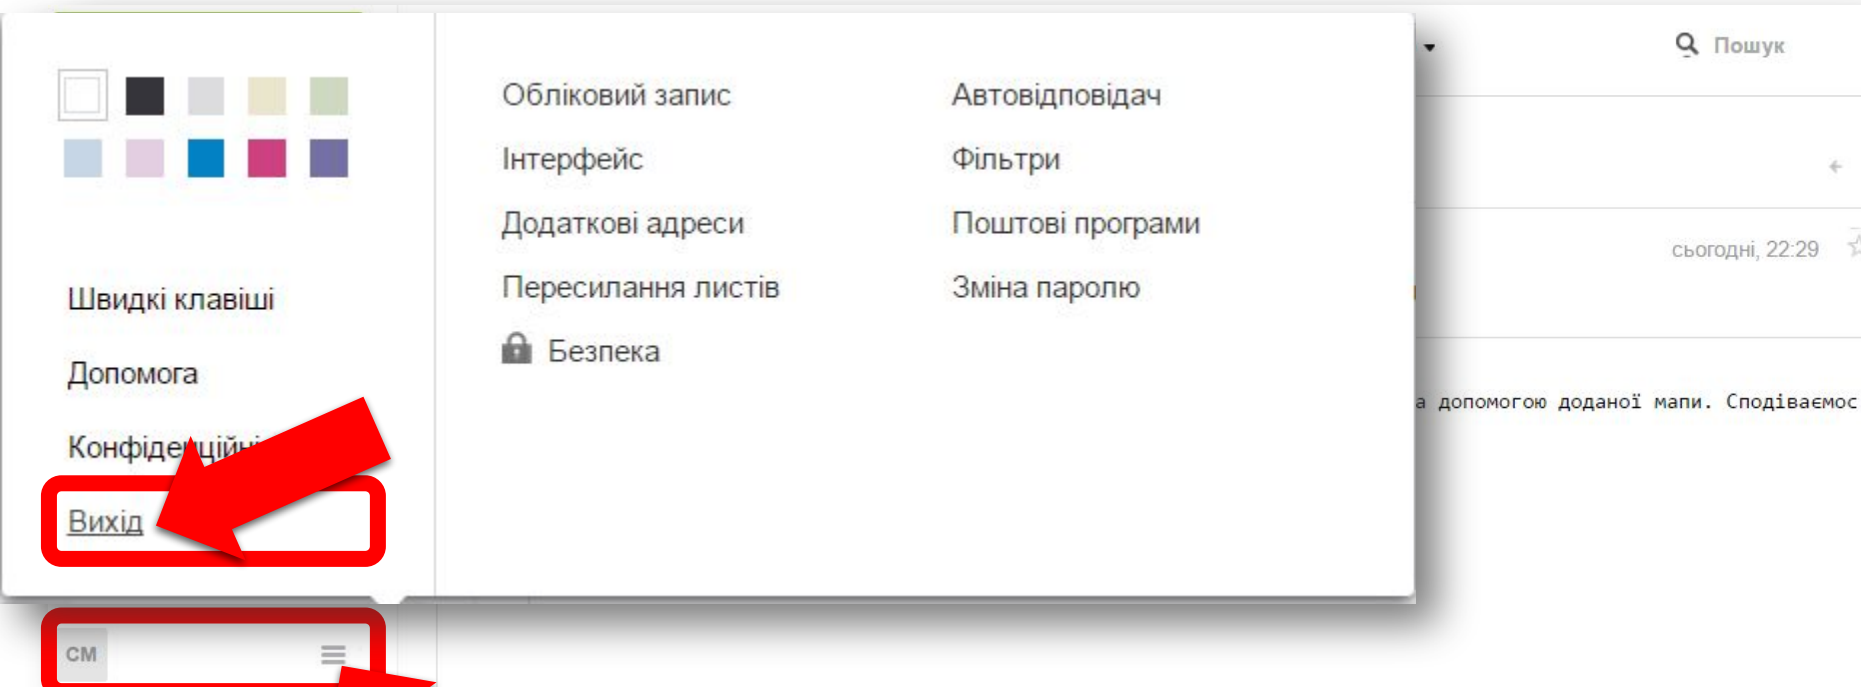 Пошук
Обліковий запис
Автовідповідач
Інтерфейс
Фільтри
Додаткові адреси
Поштові програми
сьогодні, 22:29
Пересилання листів
Зміна паролю
Швидкі клавіші
Безпека
Допомога
допомогою доданої мапи.
Вихід
СМ